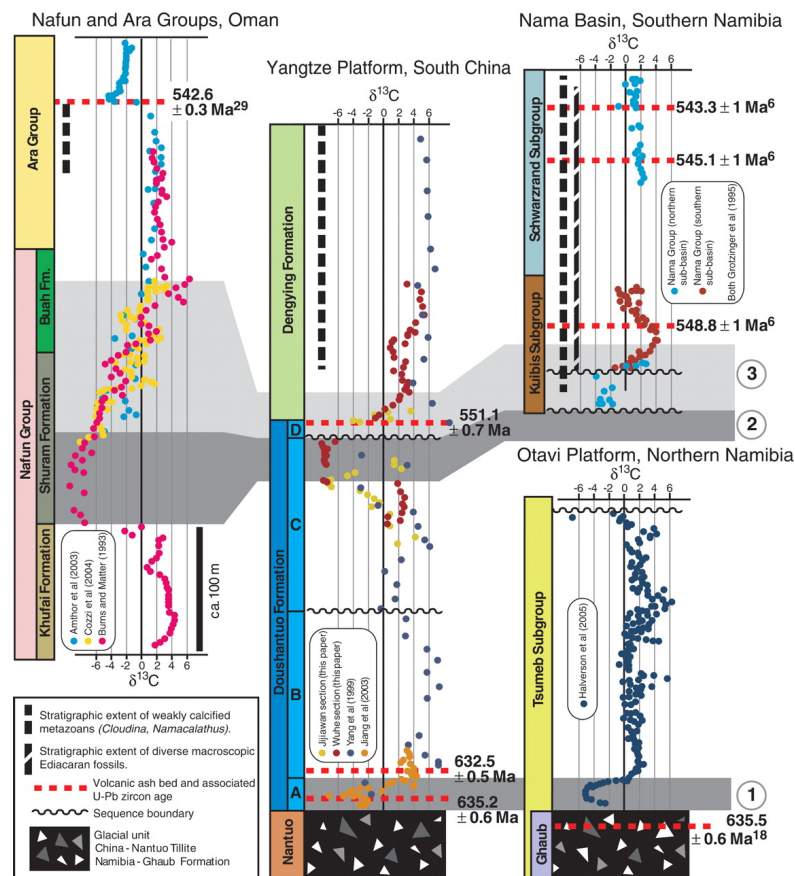 Nafun and Ara Groups, Oman
-6 -2 0 2 4 6
δ13C
Ara Group
Buah Fm.
Nafun Group
Shuram Formation
Khufai Formation
542.6
± 0.3 Ma29
Amthor et al (2003)
Cozzi et al (2004)
Burns and Matter (1993)
ca. 100 m
Yangtze Platform, South China
δ13C
-6 -4 -2 0 2 4 6
Dengying Formation
Doushantuo Formation
D
C
B
A
Nantuo
551.1
± 0.7 Ma
Jijiawan section (this paper)
Wuhe section (this paper)
Yang et al (1999)
Jiang et al (2003)
632.5
± 0.5 Ma
635.2
± 0.6 Ma
Nama Basin, Southern Namibia
δ13C
-6 -4 -2 0 2 4 6
Schwarzrand Subgroup
Kuibis Subgroup
543.3 ± 1 Ma6
545.1 ± 1 Ma6
548.8 ± 1 Ma6
Nama Group (northern
sub-basin)
Nama Group (southern
sub-basin)
Both Grotzinger et al (1995)
3
2
Otavi Platform, Northern Namibia
δ13C
-6 -4 -2 0 2 4 6
Tsumeb Subgroup
Ghaub
Halverson et al (2005)
1
635.5
± 0.6 Ma18
Stratigraphic extent of weakly calcified
metazoans (Cloudina, Namacalathus).
Stratigraphic extent of diverse macroscopic
Ediacaran fossils.
Volcanic ash bed and associated
U-Pb zircon age
Sequence boundary
Glacial unit
China - Nantuo Tillite
Namibia - Ghaub Formation